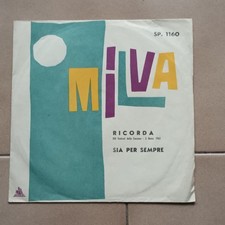 SP. 1160
MiLVA
RICORDA
SIA PER SEMPRE